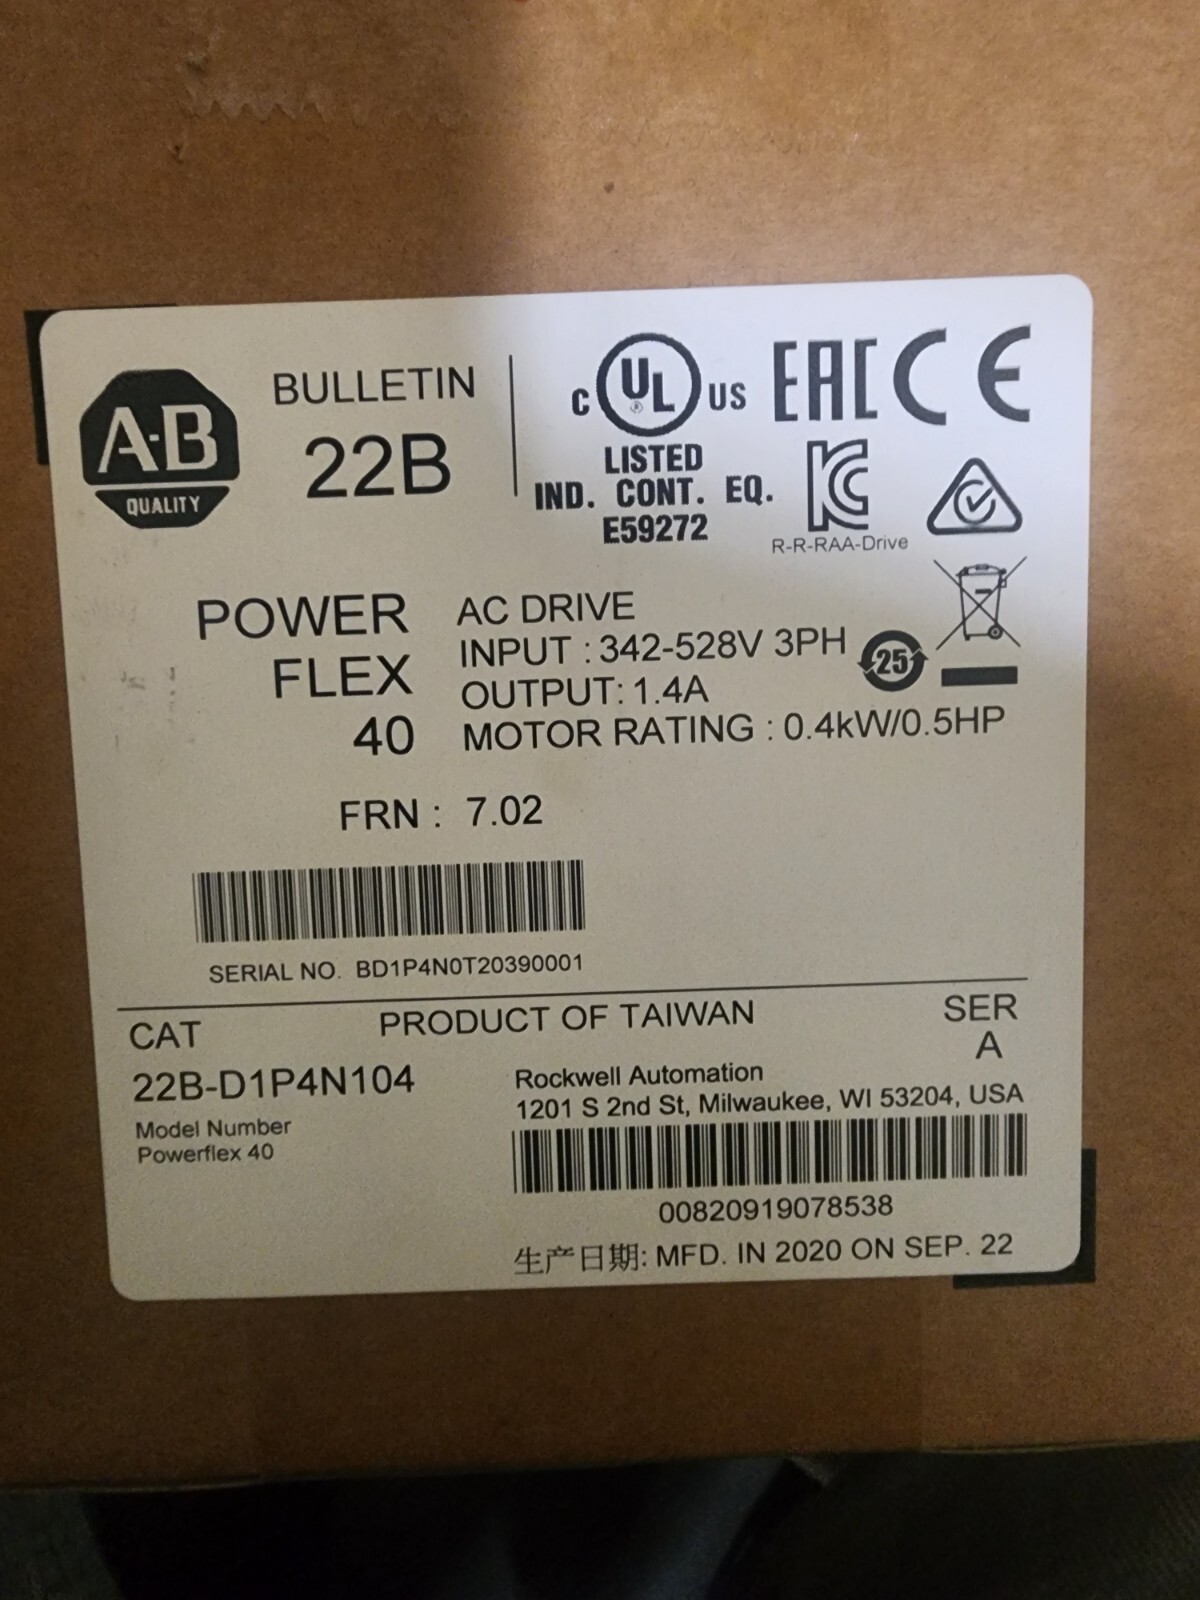 A-B
QUALITY
BULLETIN
22B
C UL US
LISTED
IND. CONT. EQ.
E59272
EAC CE
R-R-RAA-Drive
POWER
FLEX
40
AC DRIVE
INPUT : 342-528V 3PH
OUTPUT: 1.4A
MOTOR RATING : 0.4kW/0.5HP
25
FRN : 7.02
SERIAL NO. BD1P4N0T20390001
CAT
PRODUCT OF TAIWAN
SER
A
22B-D1P4N104
Model Number
Powerflex 40
Rockwell Automation
1201 S 2nd St, Milwaukee, WI 53204, USA
00820919078538
生产日期: MFD. IN 2020 ON SEP. 22